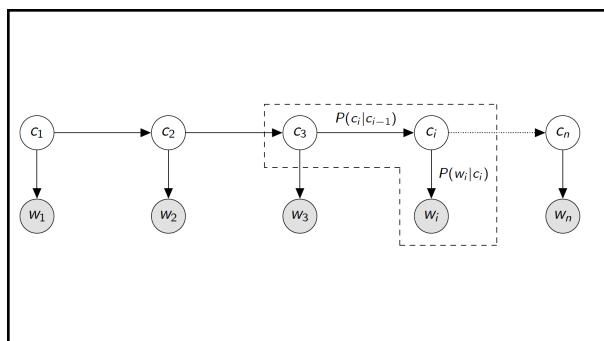 P(cᵢ|cᵢ₋₁)
c₁ c₂ c₃ cᵢ cₙ
P(wᵢ|cᵢ)
w₁ w₂ w₃ wᵢ wₙ